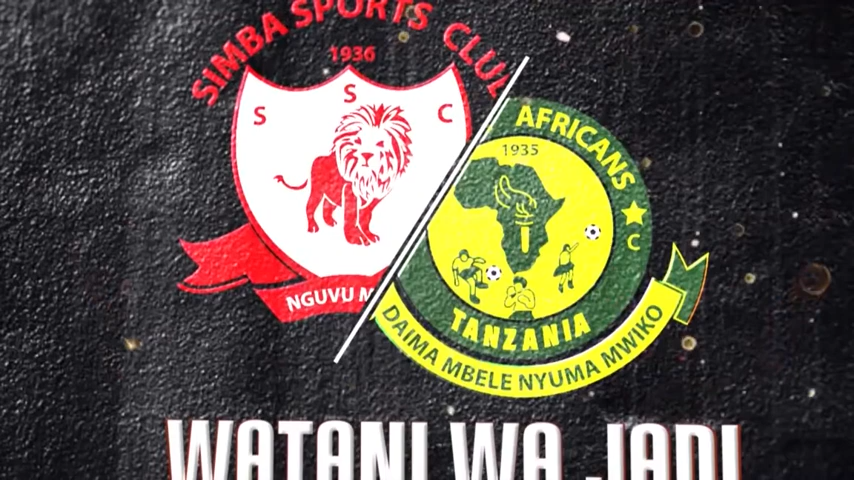 SIMBA SPORTS CLUB
1936
S S C
NGUVU
AFRICANS
1935
C
TANZANIA
DAIMA MBELE NYUMA MWIKO
WATANI WA JADI